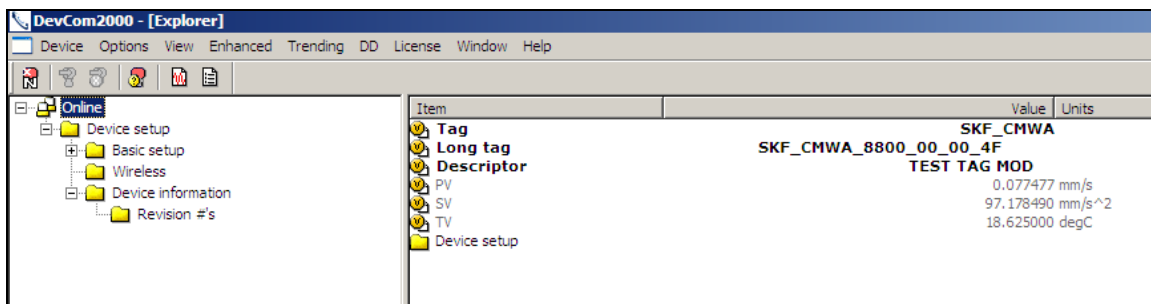 DevCom2000 - [Explorer]
Device Options View Enhanced Trending DD License Window Help
Online
Device setup
Basic setup
Wireless
Device information
Revision #'s
Item Value Units
Tag SKF_CMWA
Long tag SKF_CMWA_8800_00_00_4F
Descriptor TEST TAG MOD
PV 0.077477 mm/s
SV 97.178490 mm/s^2
TV 18.625000 degC
Device setup